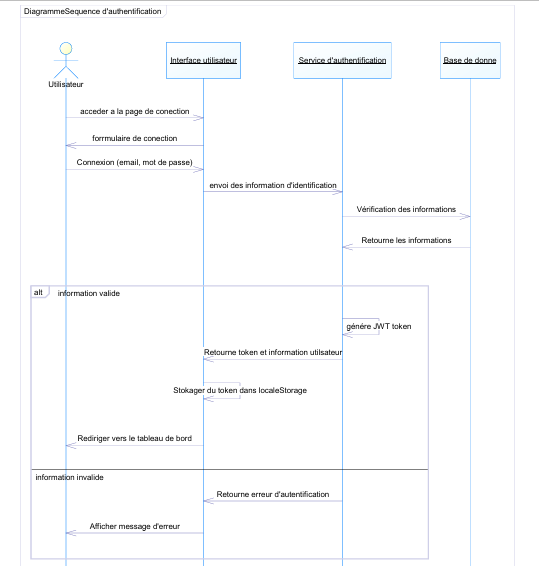 DiagrammeSequence d'authentification
Interface utilisateur
Service d'authentification
Base de donne
Utilisateur
acceder a la page de conection
forrmulaire de conection
Connexion (email, mot de passe)
envoi des information d'identification
Vérification des informations
Retourne les informations
alt
information valide
génére JWT token
Retourne token et information utilsateur
Stokager du token dans localeStorage
Rediriger vers le tableau de bord
information invalide
Retourne erreur d'autentification
Afficher message d'erreur